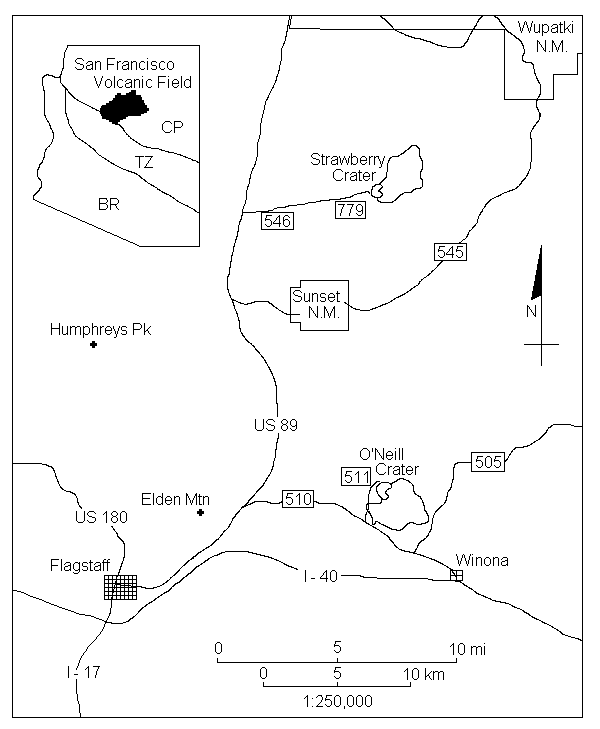 Wupatki
N.M.
San Francisco
Volcanic Field
CP
TZ
BR
Strawberry
Crater
546
779
545
Sunset
N.M.
N
Humphreys Pk
US 89
O'Neill
Crater
511
505
Elden Mtn
510
US 180
Flagstaff
Winona
I - 40
0 5 10 mi
I - 17
0 5 10 km
1:250,000